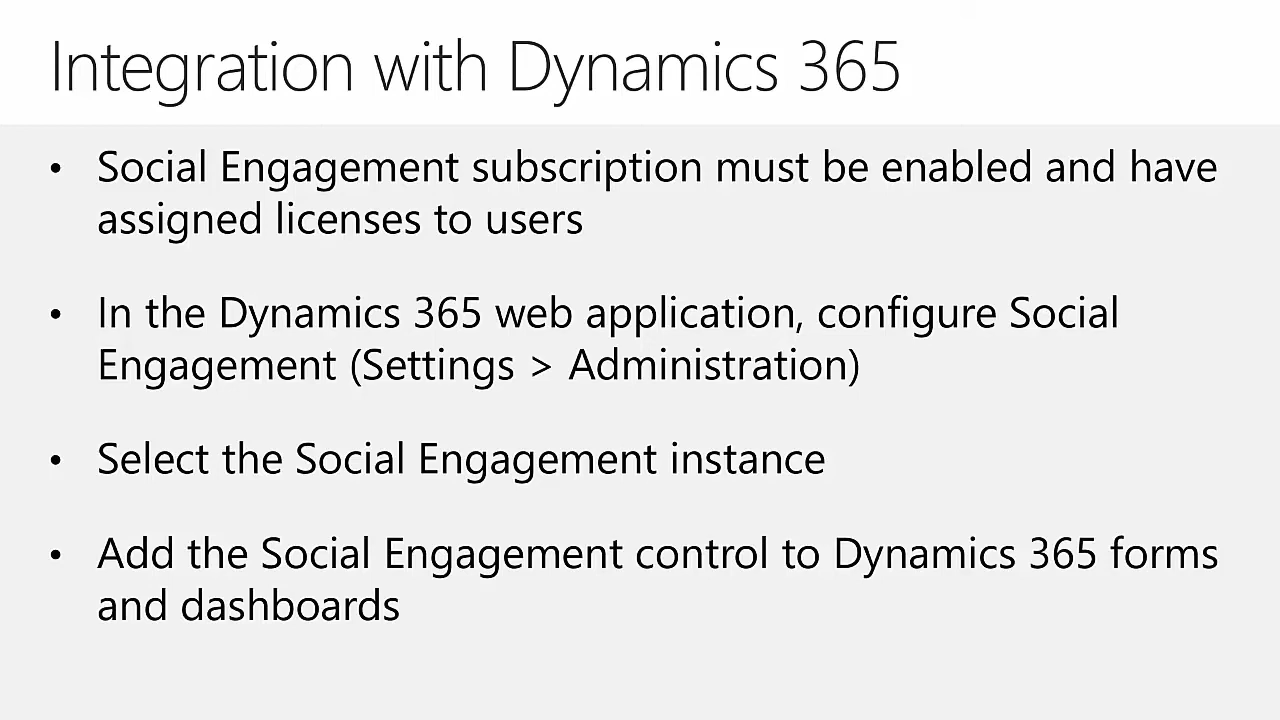 Integration with Dynamics 365
• Social Engagement subscription must be enabled and have
assigned licenses to users
• In the Dynamics 365 web application, configure Social
Engagement (Settings > Administration)
• Select the Social Engagement instance
• Add the Social Engagement control to Dynamics 365 forms
and dashboards